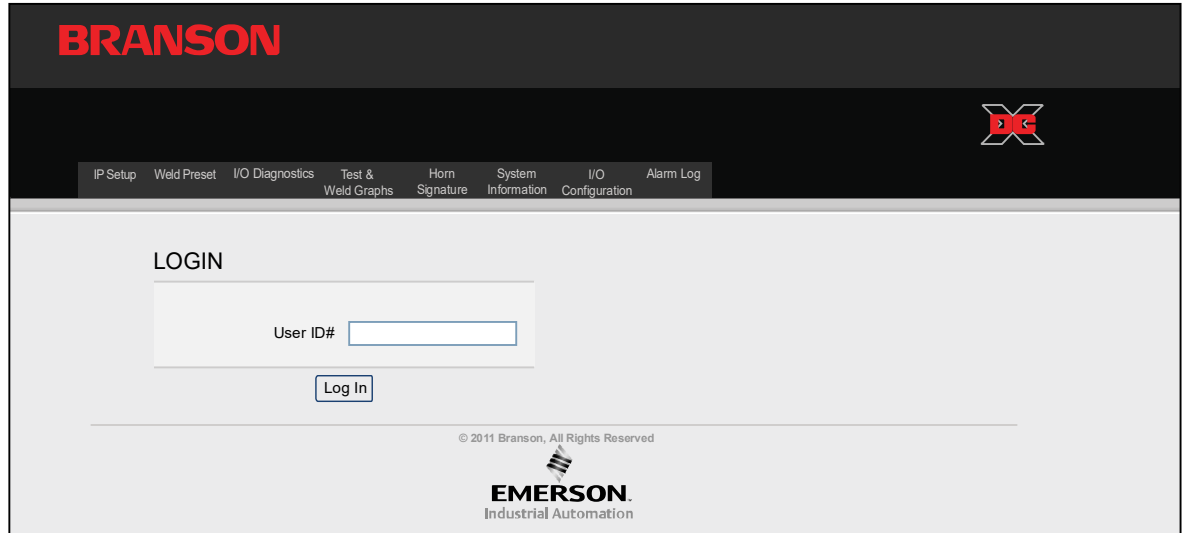 BRANSON
DC
IP Setup Weld Preset I/O Diagnostics Test & Weld Graphs Horn Signature System Information I/O Configuration Alarm Log
LOGIN
User ID#
Log In
© 2011 Branson, All Rights Reserved
EMERSON.
Industrial Automation